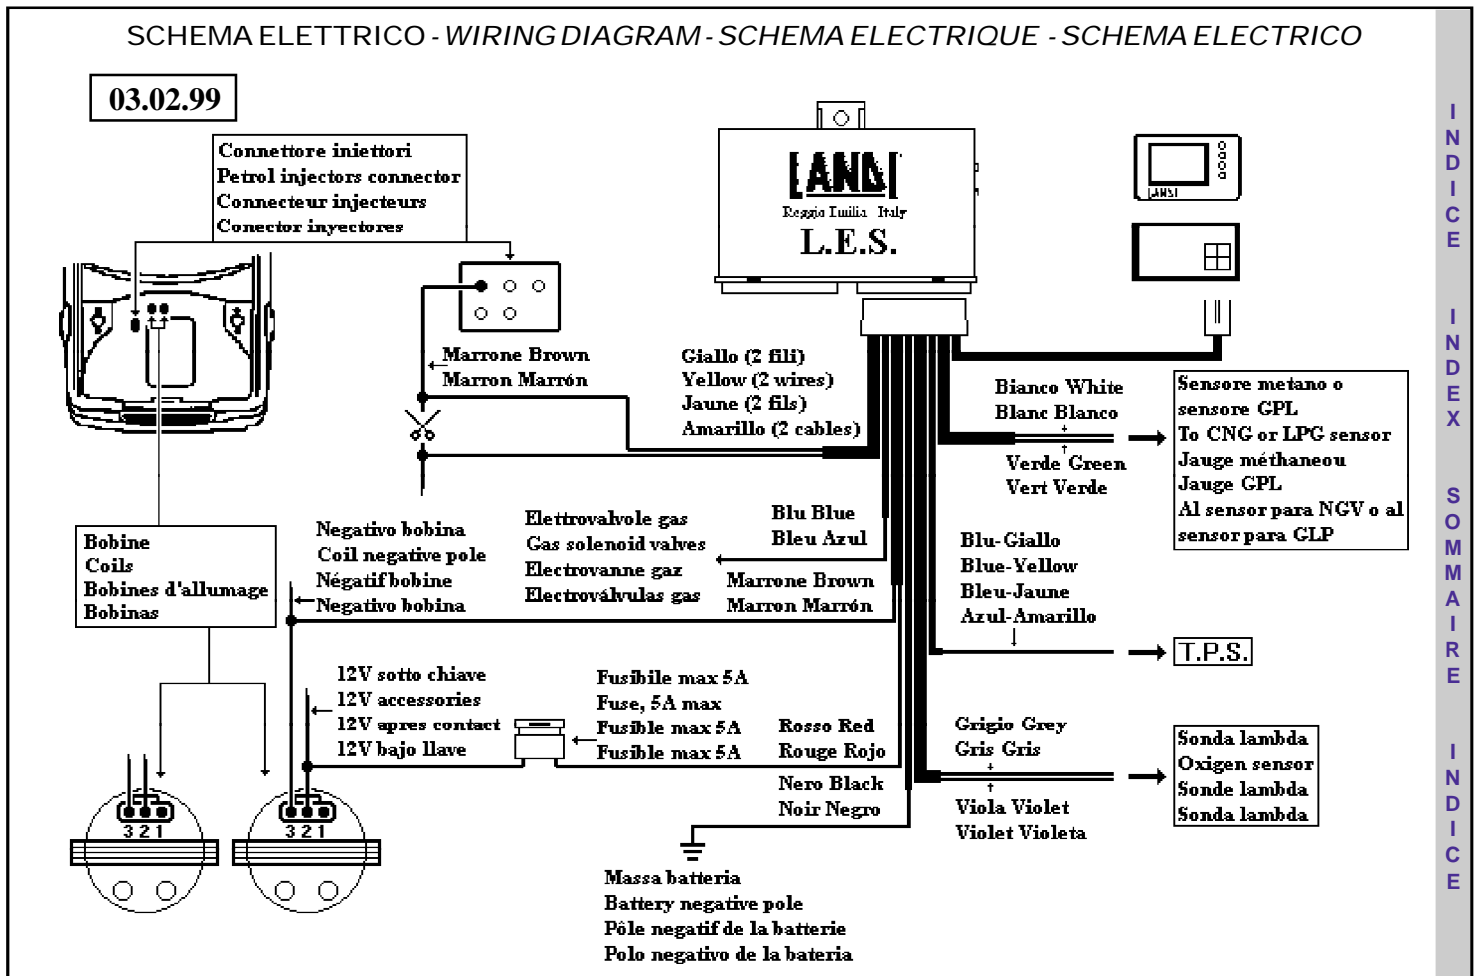 SCHEMA ELETTRICO - WIRING DIAGRAM - SCHEMA ELECTRIQUE - SCHEMA ELECTRICO
03.02.99
Connettore iniettori
Petrol injectors connector
Connecteur injecteurs
Conector inyectores
LANDI
Reggio Emilia Italy
L.E.S.
LANDI
Marrone Brown
Marron Marrón
Giallo (2 fili)
Yellow (2 wires)
Jaune (2 fils)
Amarillo (2 cables)
Bianco White
Blanc Blanco
Verde Green
Vert Verde
Sensore metano o
sensore GPL
To CNG or LPG sensor
Jauge méthaneou
Jauge GPL
Al sensor para NGV o al
sensor para GLP
Bobine
Coils
Bobines d'allumage
Bobinas
Negativo bobina
Coil negative pole
Négatif bobine
Negativo bobina
Elettrovalvole gas
Gas solenoid valves
Electrovanne gaz
Electroválvulas gas
Blu Blue
Bleu Azul
Marrone Brown
Marron Marrón
Blu-Giallo
Blue-Yellow
Bleu-Jaune
Azul-Amarillo
T.P.S.
12V sotto chiave
12V accessories
12V apres contact
12V bajo llave
Fusibile max 5A
Fuse, 5A max
Fusible max 5A
Fusible max 5A
Rosso Red
Rouge Rojo
Nero Black
Noir Negro
Grigio Grey
Gris Gris
Viola Violet
Violet Violeta
Sonda lambda
Oxigen sensor
Sonde lambda
Sonda lambda
3 2 1
3 2 1
Massa batteria
Battery negative pole
Pôle negatif de la batterie
Polo negativo de la bateria
INDICE
INDEX
SOMMAIRE
INDICE